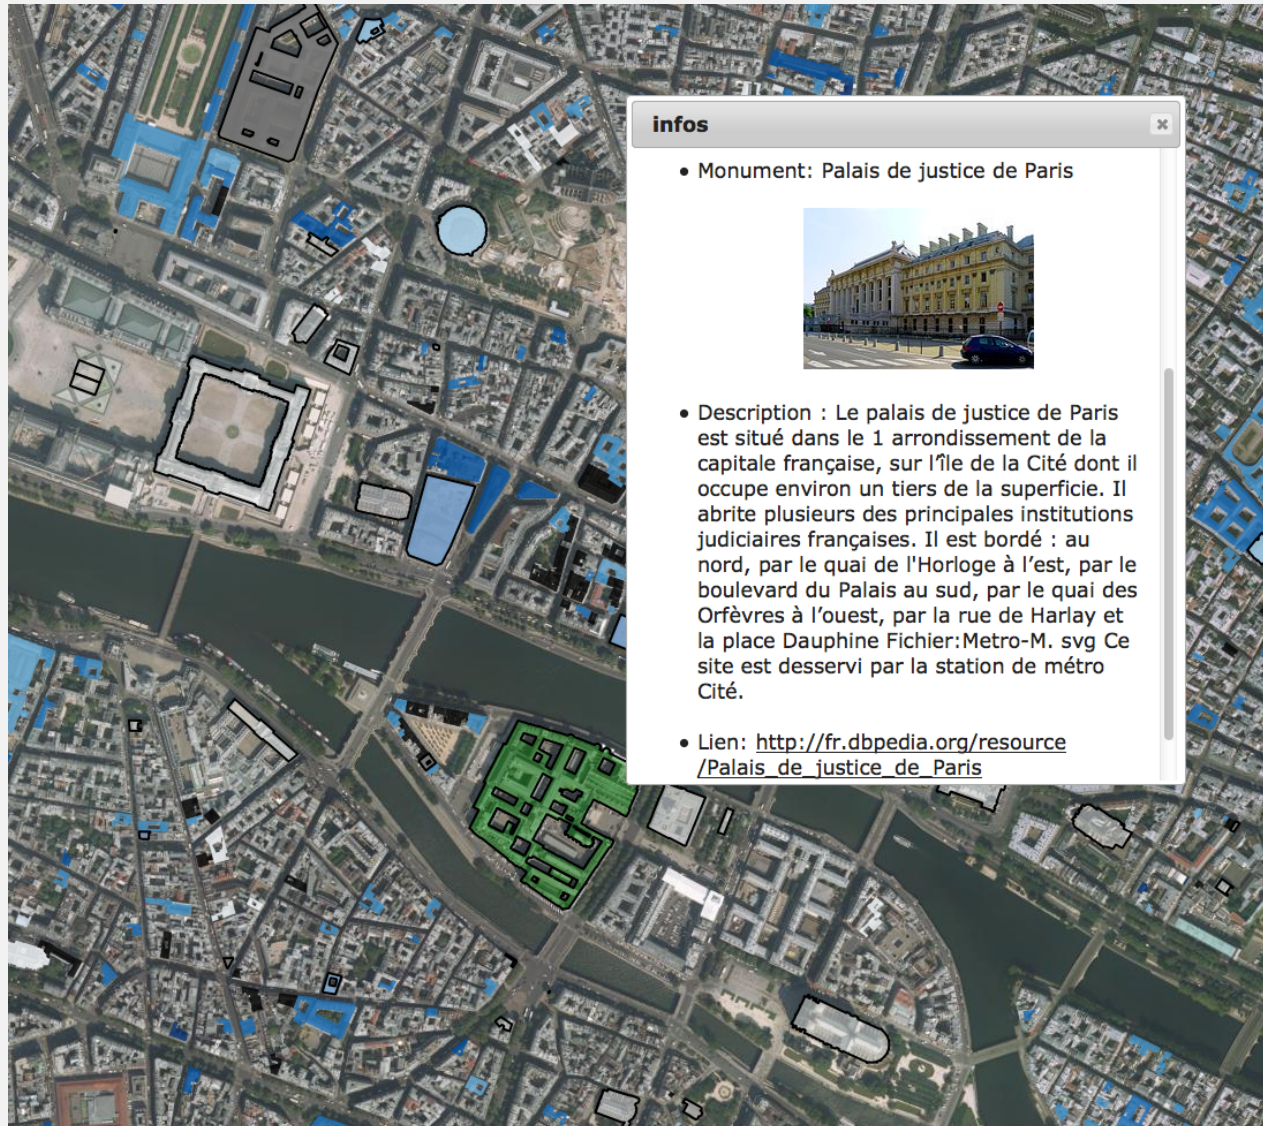 infos
Monument: Palais de justice de Paris
Description : Le palais de justice de Paris
est situé dans le 1 arrondissement de la
capitale française, sur l’île de la Cité dont il
occupe environ un tiers de la superficie. Il
abrite plusieurs des principales institutions
judiciaires françaises. Il est bordé : au
nord, par le quai de l'Horloge à l’est, par le
boulevard du Palais au sud, par le quai des
Orfèvres à l’ouest, par la rue de Harlay et
la place Dauphine Fichier:Metro-M. svg Ce
site est desservi par la station de métro
Cité.
Lien: http://fr.dbpedia.org/resource
/Palais_de_justice_de_Paris